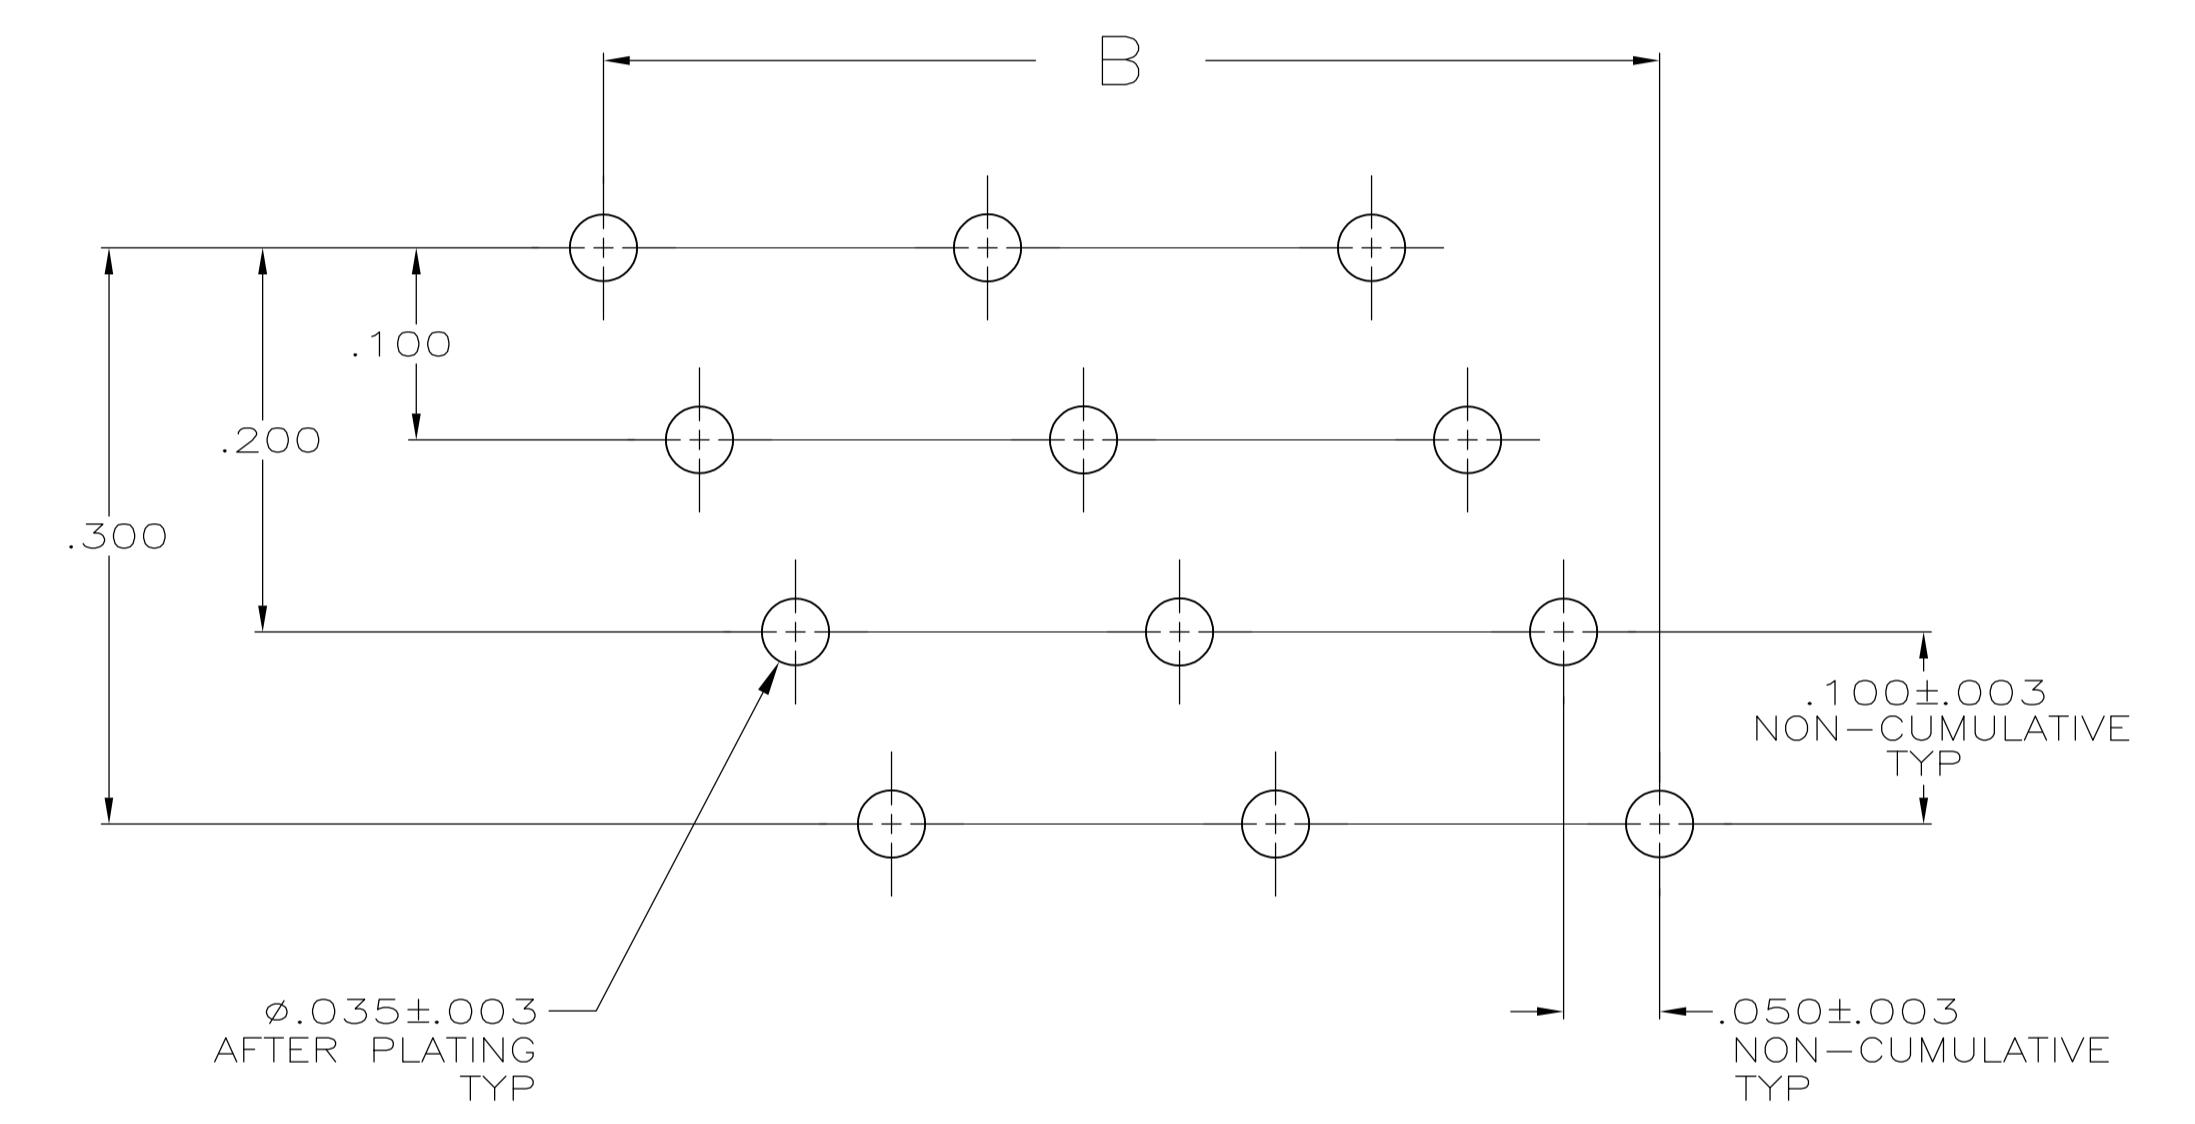 B
.100
.200
.300
.100±.003
NON-CUMULATIVE
TYP
ø.035±.003
AFTER PLATING
TYP
.050±.003
NON-CUMULATIVE
TYP